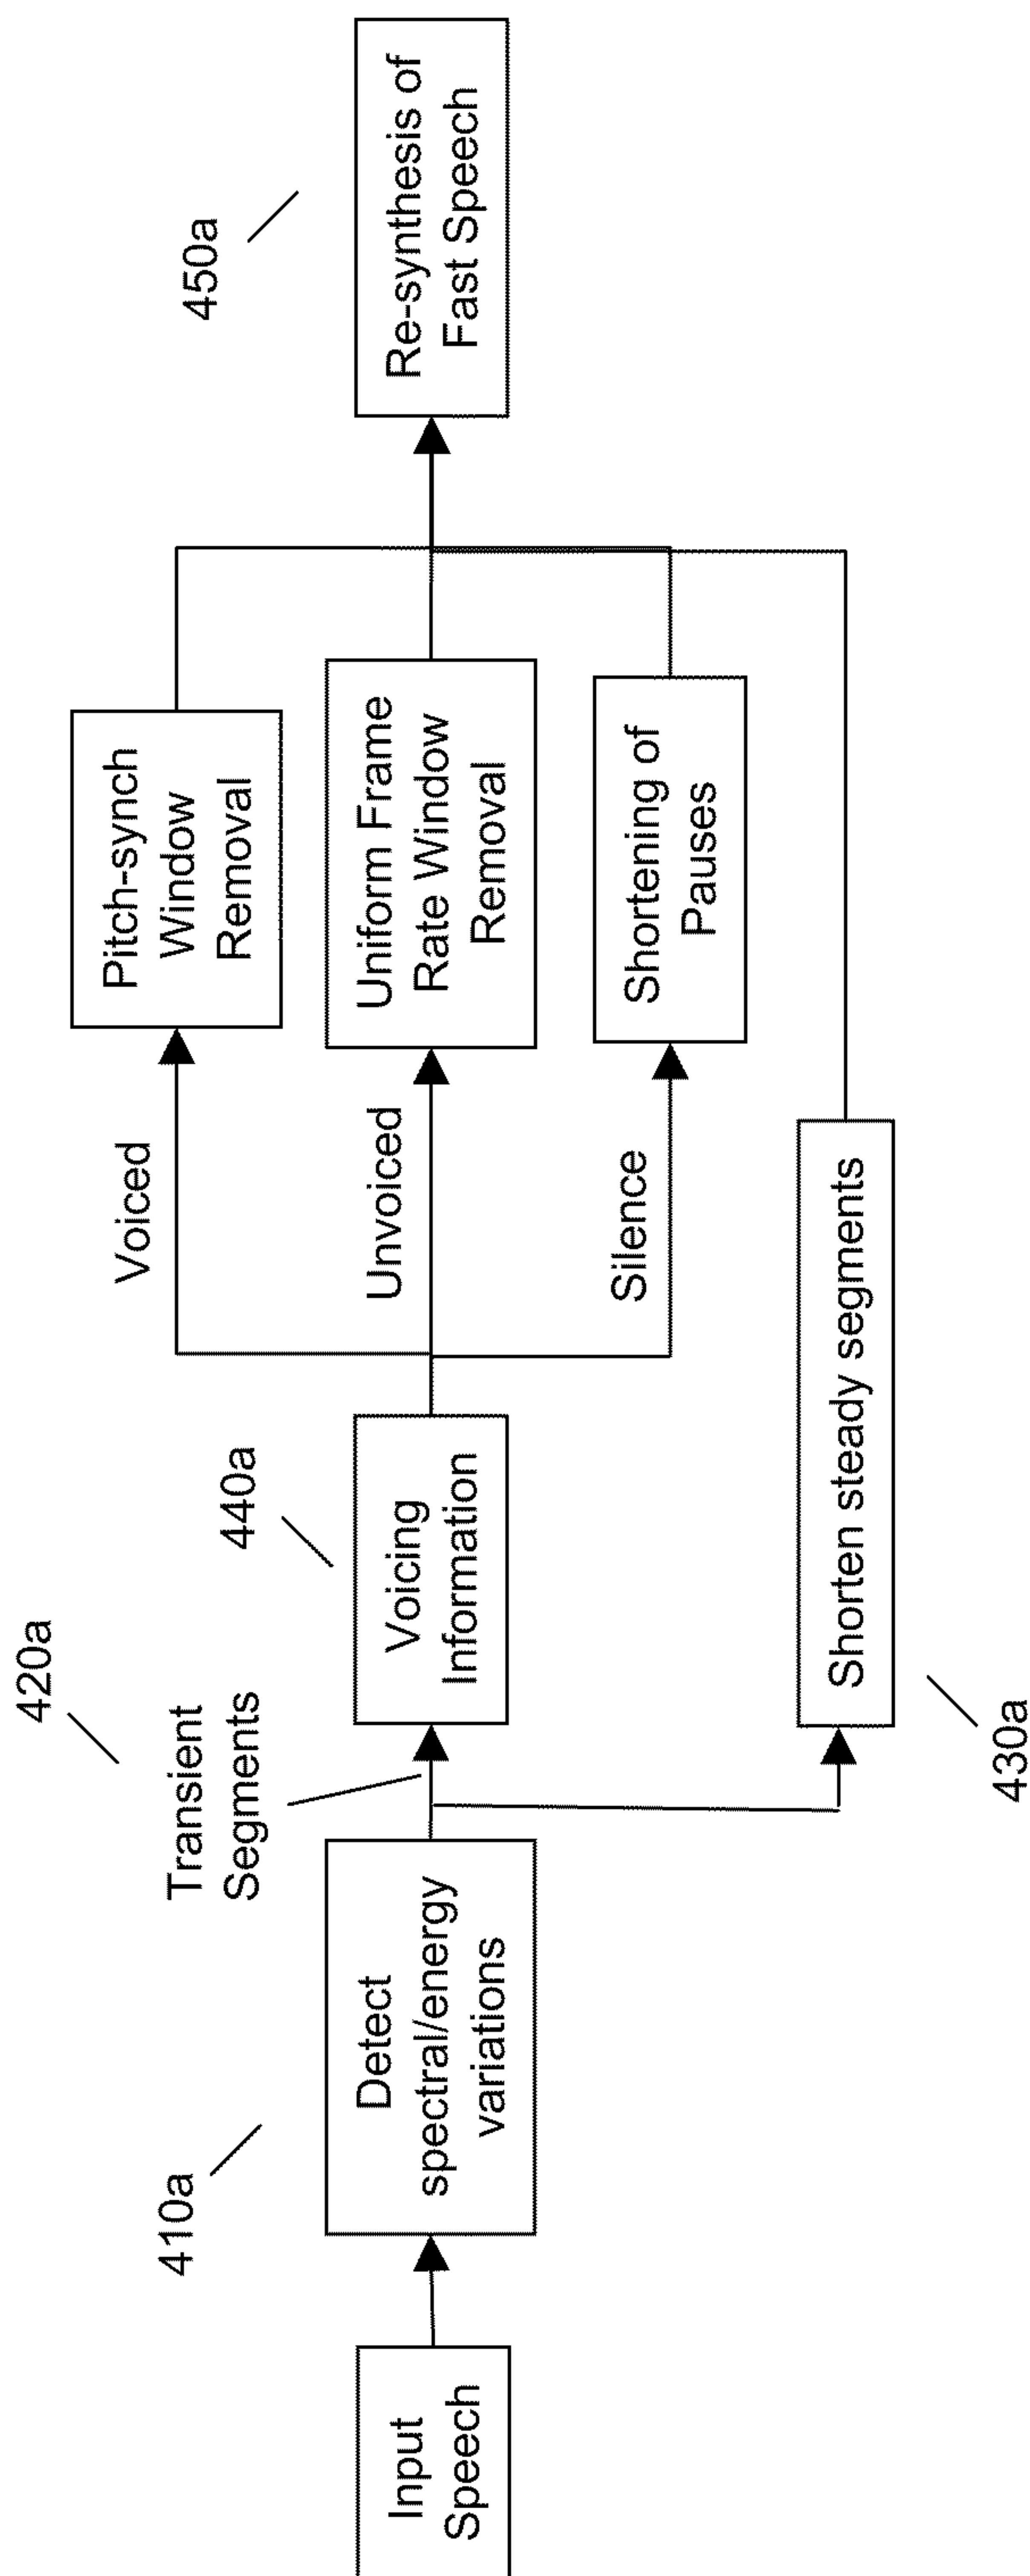 Input
Speech
410a
Detect
spectral/energy
variations
420a
Transient
Segments
440a
Voicing
Information
430a
Shorten steady segments
Voiced
Unvoiced
Silence
Pitch-synch
Window
Removal
Uniform Frame
Rate Window
Removal
Shortening of
Pauses
450a
Re-synthesis of
Fast Speech